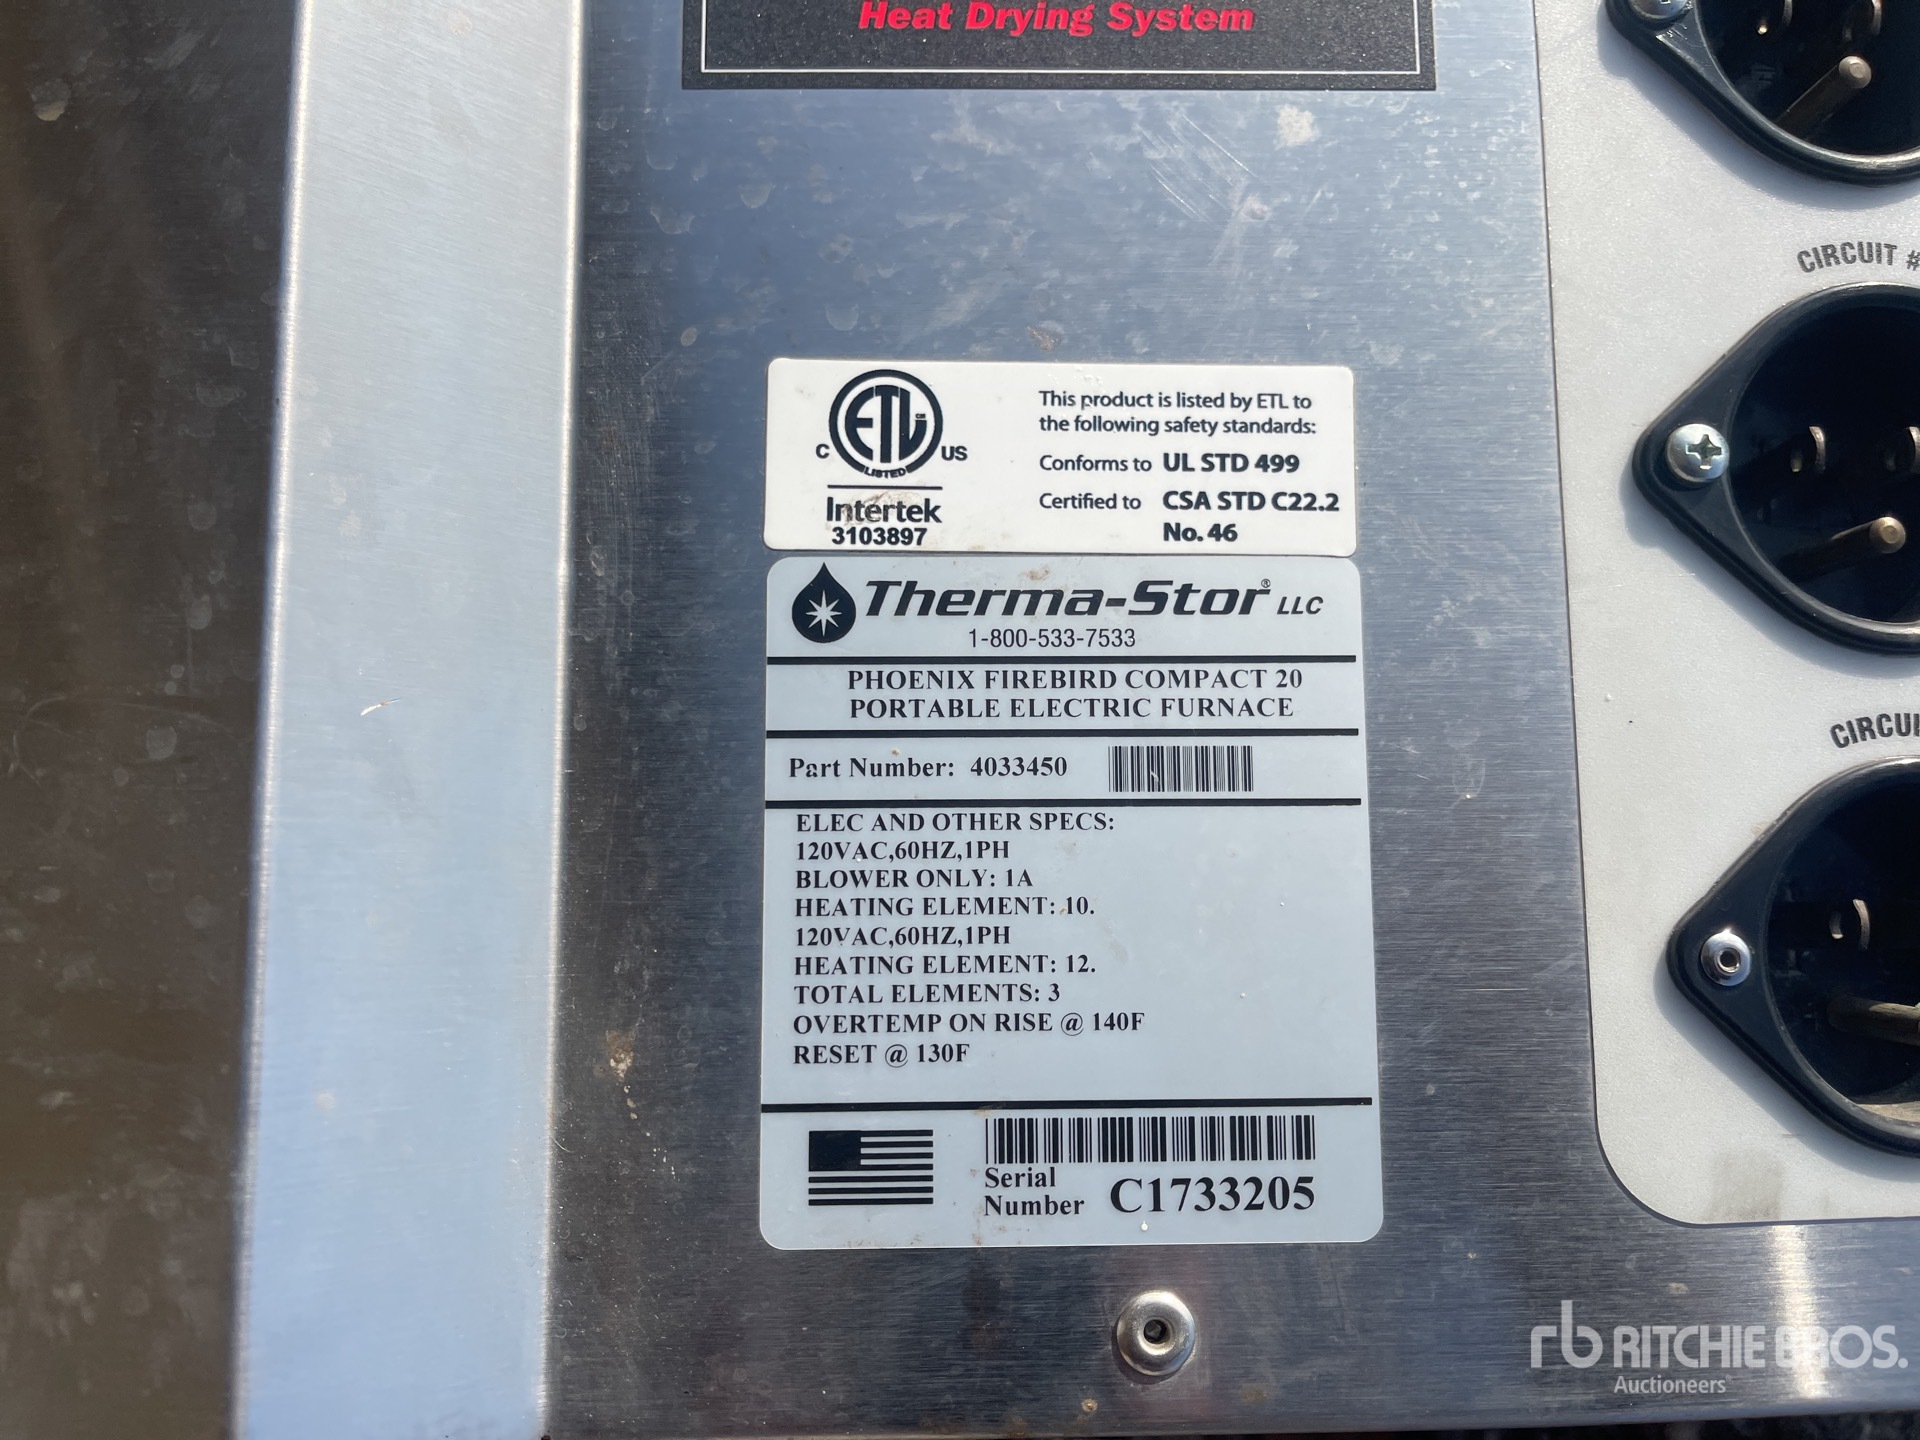 Heat Drying System
CIRCUIT #
ETL CM
C US
LISTED
Intertek
3103897
This product is listed by ETL to
the following safety standards:
Conforms to UL STD 499
Certified to CSA STD C22.2
No. 46
Therma-Stor® LLC
1-800-533-7533
PHOENIX FIREBIRD COMPACT 20
PORTABLE ELECTRIC FURNACE
Part Number: 4033450
ELEC AND OTHER SPECS:
120VAC,60HZ,1PH
BLOWER ONLY: 1A
HEATING ELEMENT: 10.
120VAC,60HZ,1PH
HEATING ELEMENT: 12.
TOTAL ELEMENTS: 3
OVERTEMP ON RISE @ 140F
RESET @ 130F
Serial
Number C1733205
CIRCUI
rb RITCHIE BROS.
Auctioneers